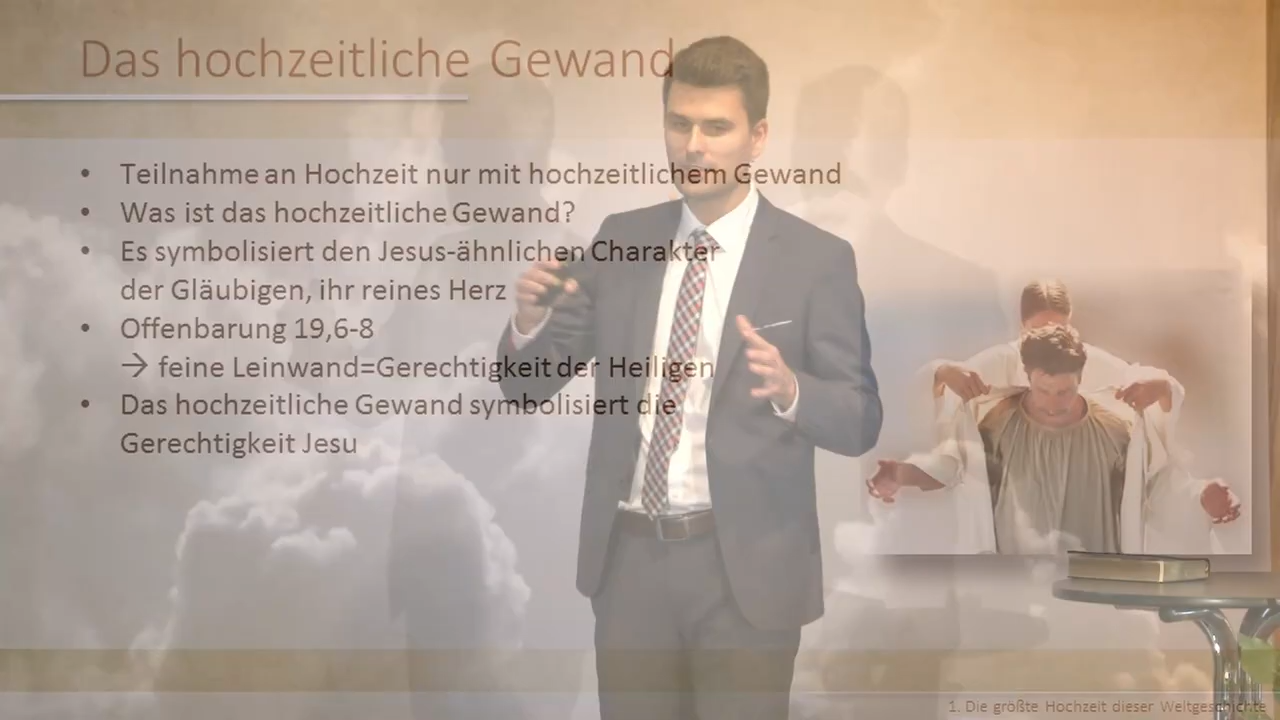 Das hochzeitliche Gewand
• Teilnahme an Hochzeit nur mit hochzeitlichem Gewand
• Was ist das hochzeitliche Gewand?
• Es symbolisiert den Jesus-ähnlichen Charakter
der Gläubigen, ihr reines Herz
• Offenbarung 19,6-8
→ feine Leinwand=Gerechtigkeit der Heiligen
• Das hochzeitliche Gewand symbolisiert die
Gerechtigkeit Jesu
1. Die größte Hochzeit dieser Weltgeschichte